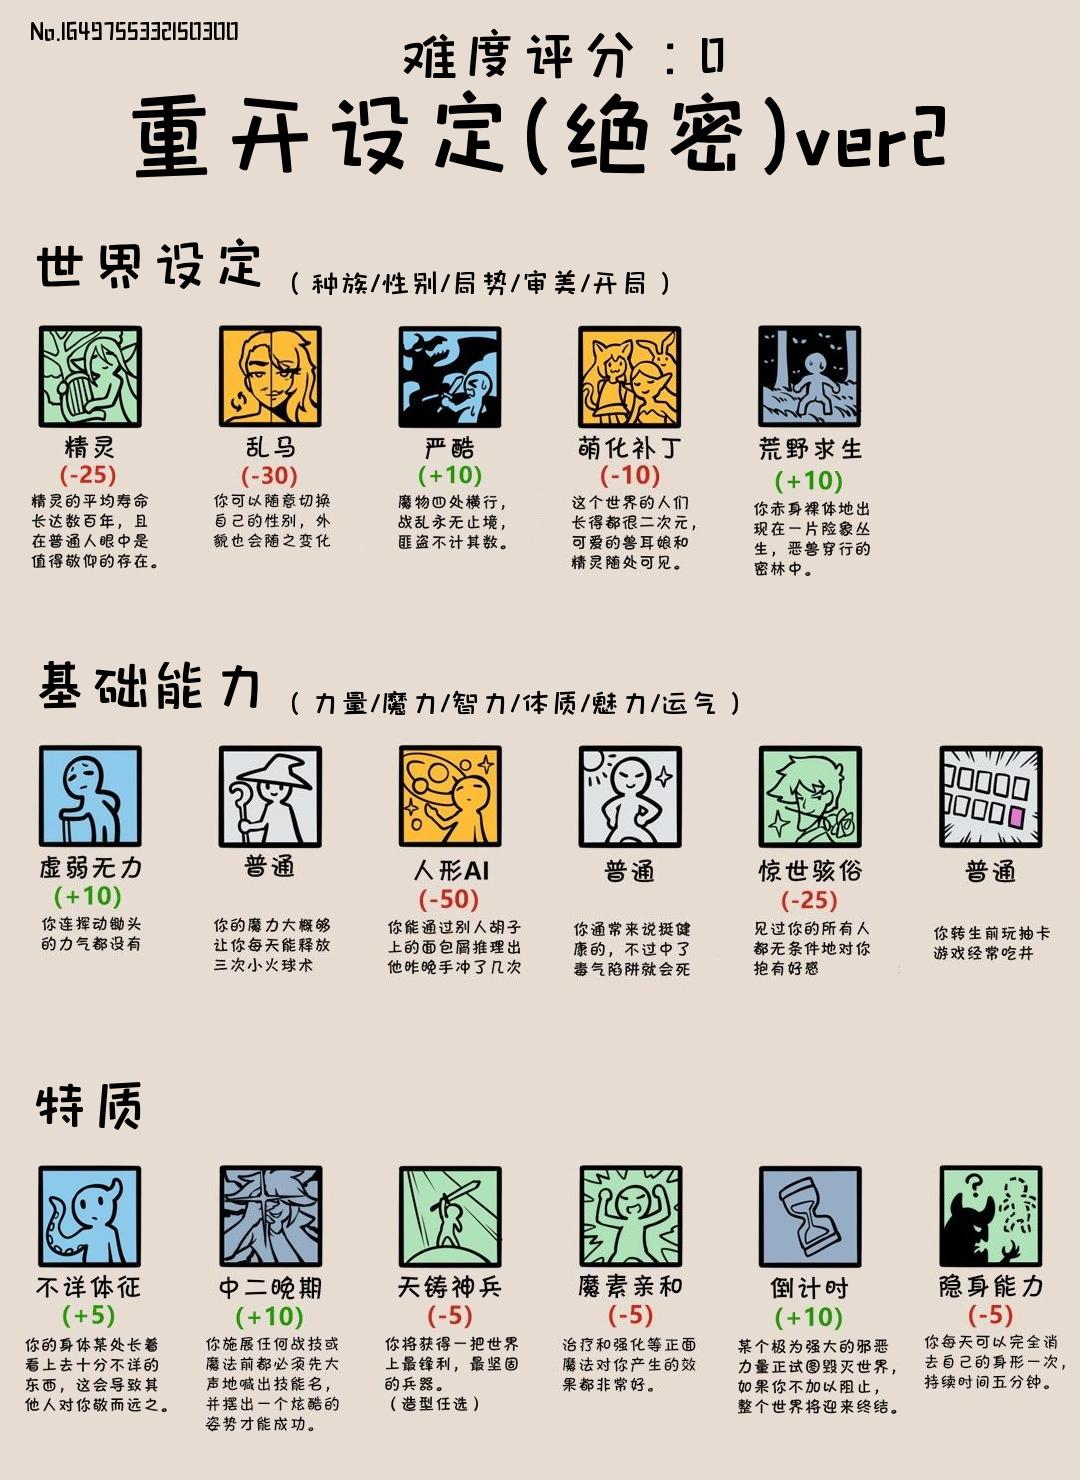 No.1649755332150300
难度评分:0
重开设定(绝密)ver2
世界设定 (种族/性别/局势/审美/开局)
精灵
(-25)
精灵的平均寿命
长达数百年，且
在普通人眼中是
值得敬仰的存在。
乱马
(-30)
你可以随意切换
自己的性别，外
貌也会随之变化
严酷
(+10)
魔物四处横行，
战乱永无止境，
匪盗不计其数。
萌化补丁
(-10)
这个世界的人们
长得都很二次元，
可爱的兽耳娘和
精灵随处可见。
荒野求生
(+10)
你赤身裸体地出
现在一片险象丛
生，恶兽穿行的
密林中。
基础能力 (力量/魔力/智力/体质/魅力/运气)
虚弱无力
(+10)
你连挥动锄头
的力气都没有
普通
你的魔力大概够
让你每天能释放
三次小火球术
人形AI
(-50)
你能通过别人胡子
上的面包屑推理出
他昨晚手冲了几次
普通
你通常来说挺健
康的，不过中了
毒气陷阱就会死
惊世骇俗
(-25)
见过你的所有人
都无条件地对你
抱有好感
普通
你转生前玩抽卡
游戏经常吃井
特质
不详体征
(+5)
你的身体某处长着
看上去十分不详的
东西，这会导致其
他人对你敬而远之。
中二晚期
(+10)
你施展任何战技或
魔法前都必须先大
声地喊出技能名，
并摆出一个炫酷的
姿势才能成功。
天铸神兵
(-5)
你将获得一把世界
上最锋利，最坚固
的兵器。
(造型任选)
魔素亲和
(-5)
治疗和强化等正面
魔法对你产生的效
果都非常好。
倒计时
(+10)
某个极为强大的邪恶
力量正试图毁灭世界，
如果你不加以阻止，
整个世界将迎来终结。
隐身能力
(-5)
你每天可以完全消
去自己的身形一次，
持续时间五分钟。